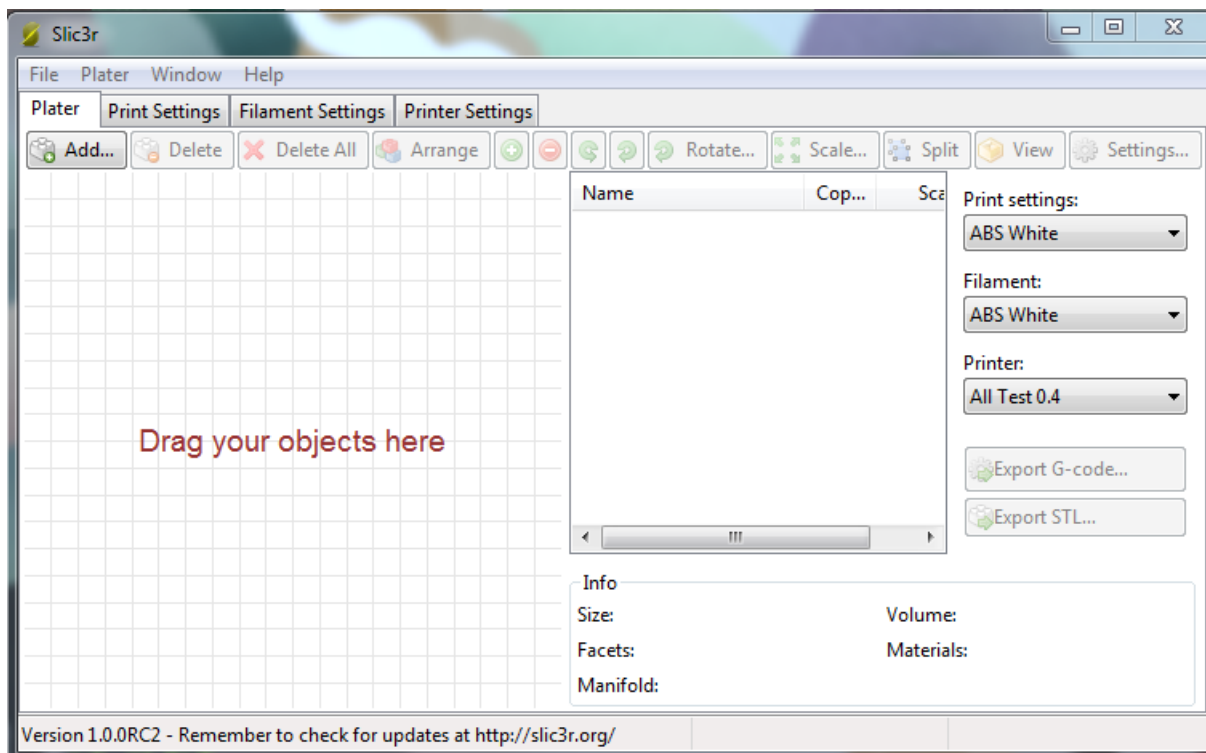 Slic3r
File Plater Window Help
Plater Print Settings Filament Settings Printer Settings
Add... Delete Delete All Arrange Rotate... Scale... Split View Settings...
Name Cop... Sca
Print settings:
ABS White
Filament:
ABS White
Printer:
All Test 0.4
Drag your objects here
Export G-code...
Export STL...
Info
Size: Volume:
Facets: Materials:
Manifold:
Version 1.0.0RC2 - Remember to check for updates at http://slic3r.org/